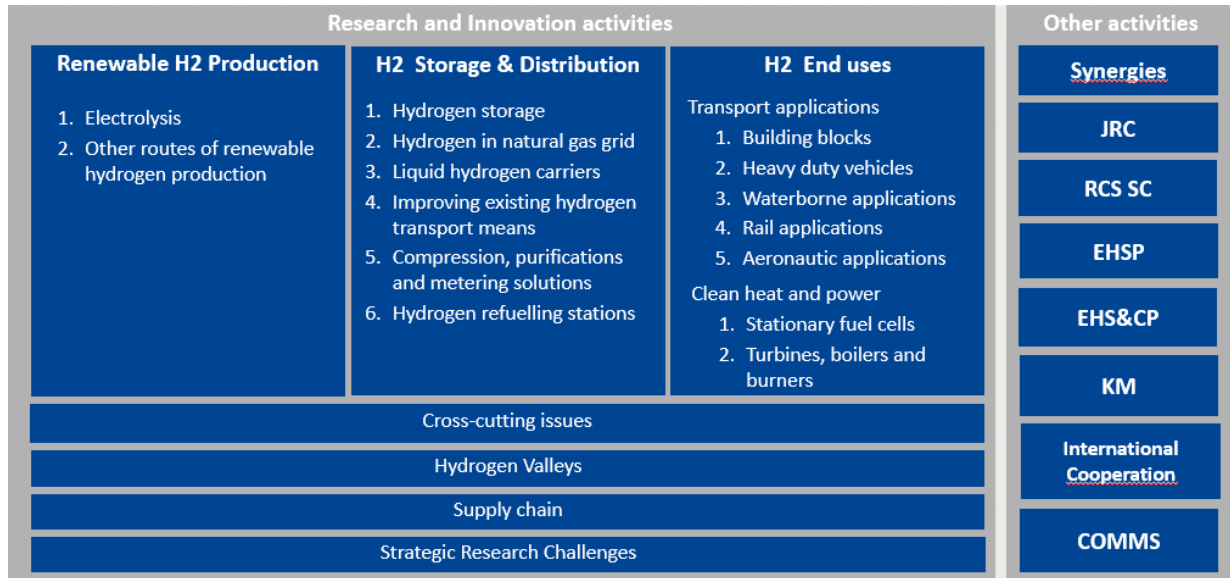 Research and Innovation activities
Renewable H2 Production
1. Electrolysis
2. Other routes of renewable
hydrogen production
H2 Storage & Distribution
1. Hydrogen storage
2. Hydrogen in natural gas grid
3. Liquid hydrogen carriers
4. Improving existing hydrogen
transport means
5. Compression, purifications
and metering solutions
6. Hydrogen refuelling stations
H2 End uses
Transport applications
1. Building blocks
2. Heavy duty vehicles
3. Waterborne applications
4. Rail applications
5. Aeronautic applications
Clean heat and power
1. Stationary fuel cells
2. Turbines, boilers and
burners
Cross-cutting issues
Hydrogen Valleys
Supply chain
Strategic Research Challenges
Other activities
Synergies
JRC
RCS SC
EHSP
EHS&CP
KM
International
Cooperation
COMMS